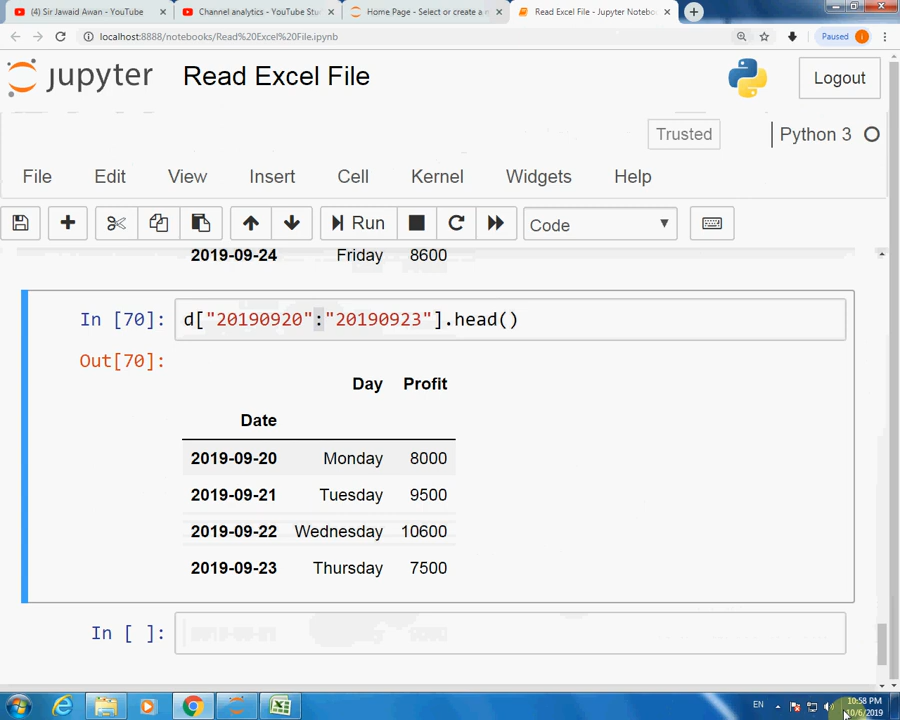 (4) Sir Jawaid Awan - YouTube
Channel analytics - YouTube Stu
Home Page - Select or create a n
Read Excel File - Jupyter Notebo
localhost:8888/notebooks/Read%20Excel%20File.ipynb
Paused
jupyter Read Excel File
Logout
Trusted
Python 3
File Edit View Insert Cell Kernel Widgets Help
Run
Code
2019-09-24 Friday 8600
In [70]: d["20190920":"20190923"].head()
Out[70]:
Day Profit
Date
2019-09-20 Monday 8000
2019-09-21 Tuesday 9500
2019-09-22 Wednesday 10600
2019-09-23 Thursday 7500
In [ ]:
EN
10:58 PM
10/6/2019